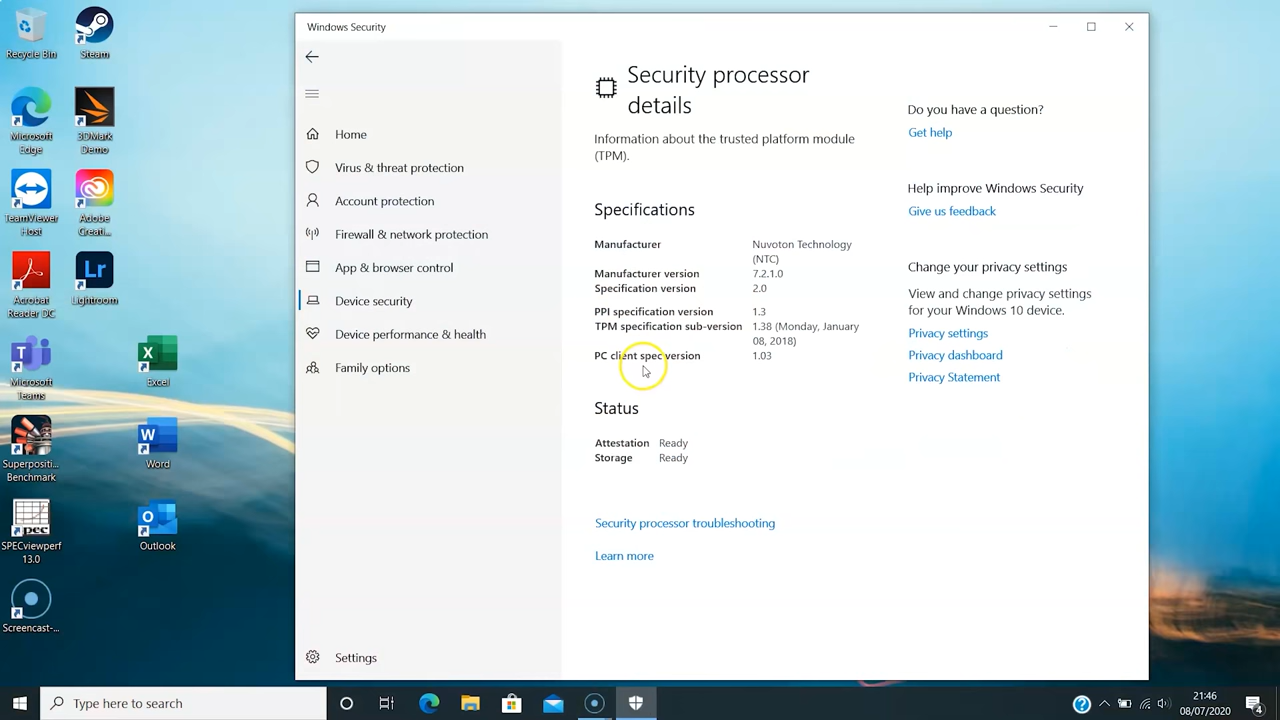 Recycle Bin
Steam
Microsoft
Edge
3DMark
Demo
TeamViewer
Host
Adobe
Creati...
Acrobat
Reader DC
Lightroom
Microsoft
Teams
Excel
Superpositi...
Benchmark
Word
SPECviewperf
13.0
Outlook
Screencast-...
Windows Security
Home
Virus & threat protection
Account protection
Firewall & network protection
App & browser control
Device security
Device performance & health
Family options
Settings
Security processor
details
Information about the trusted platform module
(TPM).
Specifications
Manufacturer Nuvoton Technology
(NTC)
Manufacturer version 7.2.1.0
Specification version 2.0
PPI specification version 1.3
TPM specification sub-version 1.38 (Monday, January
08, 2018)
PC client spec version 1.03
Status
Attestation Ready
Storage Ready
Security processor troubleshooting
Learn more
Do you have a question?
Get help
Help improve Windows Security
Give us feedback
Change your privacy settings
View and change privacy settings
for your Windows 10 device.
Privacy settings
Privacy dashboard
Privacy Statement
Type here to search
21:46
08/07/2020
4